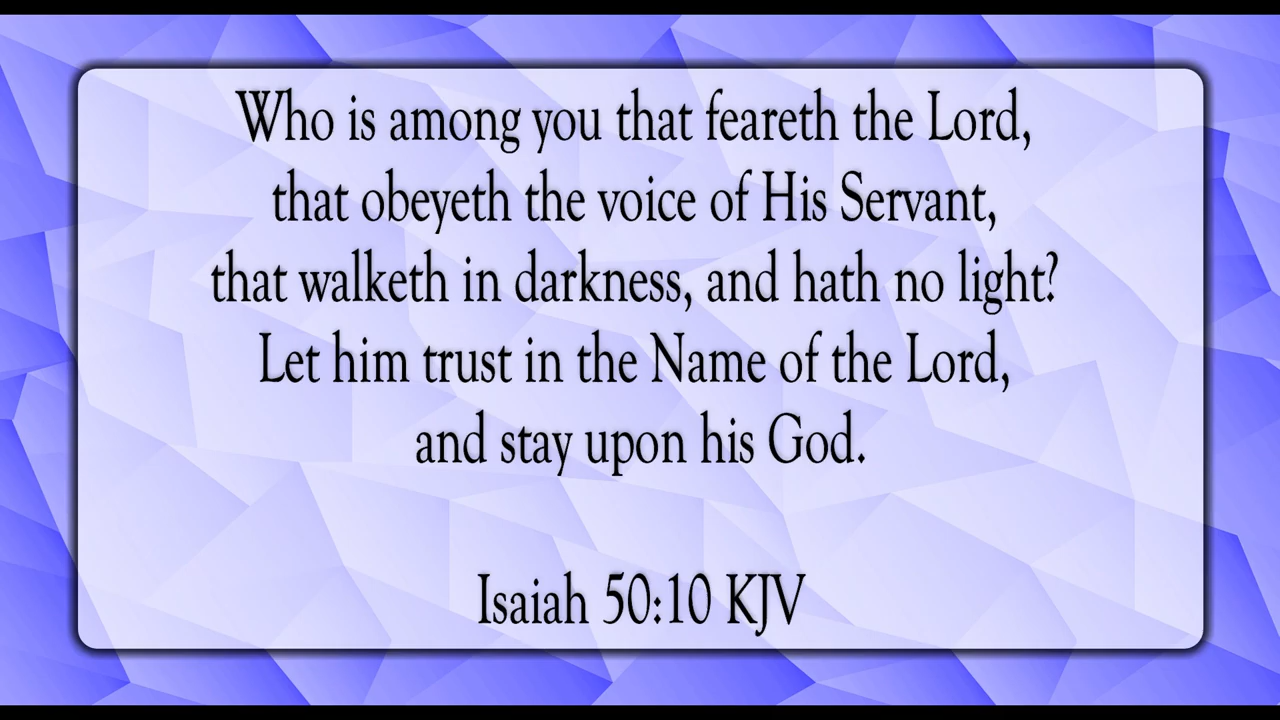 Who is among you that feareth the Lord,
that obeyeth the voice of His Servant,
that walketh in darkness, and hath no light?
Let him trust in the Name of the Lord,
and stay upon his God.
Isaiah 50:10 KJV